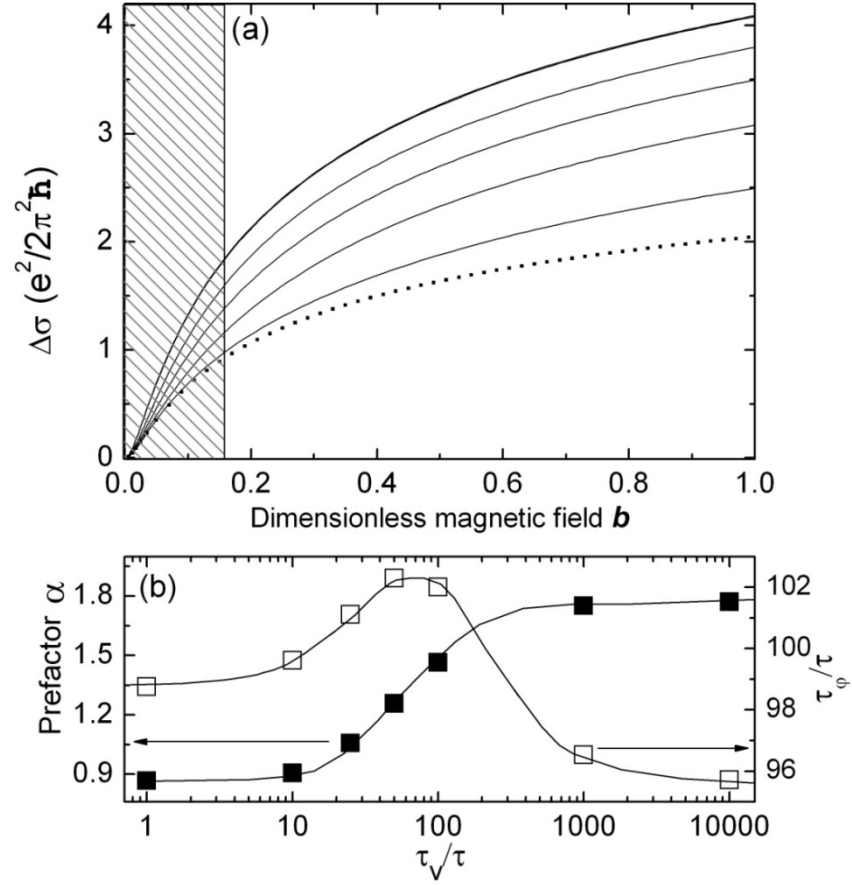 (a)
4
3
2
1
0
Δσ (e²/2π²ħ)
0.0 0.2 0.4 0.6 0.8 1.0
Dimensionless magnetic field b
(b)
1.8
1.5
1.2
0.9
Prefactor α
102
100
98
96
τφ/τ
1 10 100 1000 10000
τv/τ